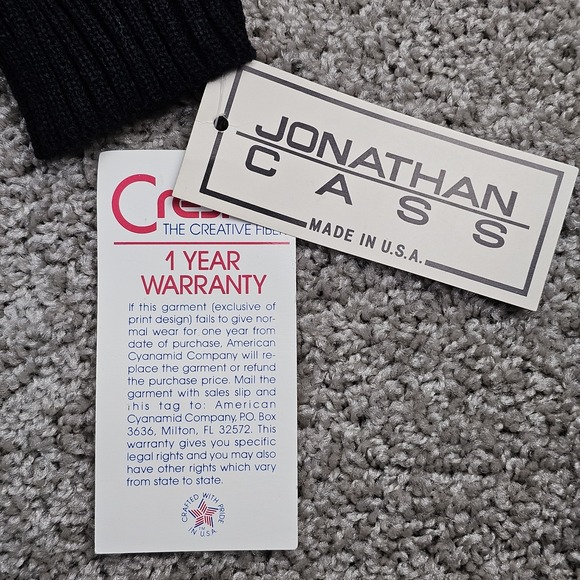 JONATHAN
CASS
MADE IN U.S.A.
THE CREATIVE
1 YEAR
WARRANTY
If this garment (exclusive of
print design) fails to give nor-
mal wear for one year from
date of purchase, American
Cyanamid Company will re-
place the garment or refund
the purchase price. Mail the
garment with sales slip and
this tag to: American
Cyanamid Company, P.O. Box
3636, Milton, FL 32572. This
warranty gives you specific
legal rights and you may also
have other rights which vary
from state to state.
CRAFTED WITH PRIDE
IN U.S.A.